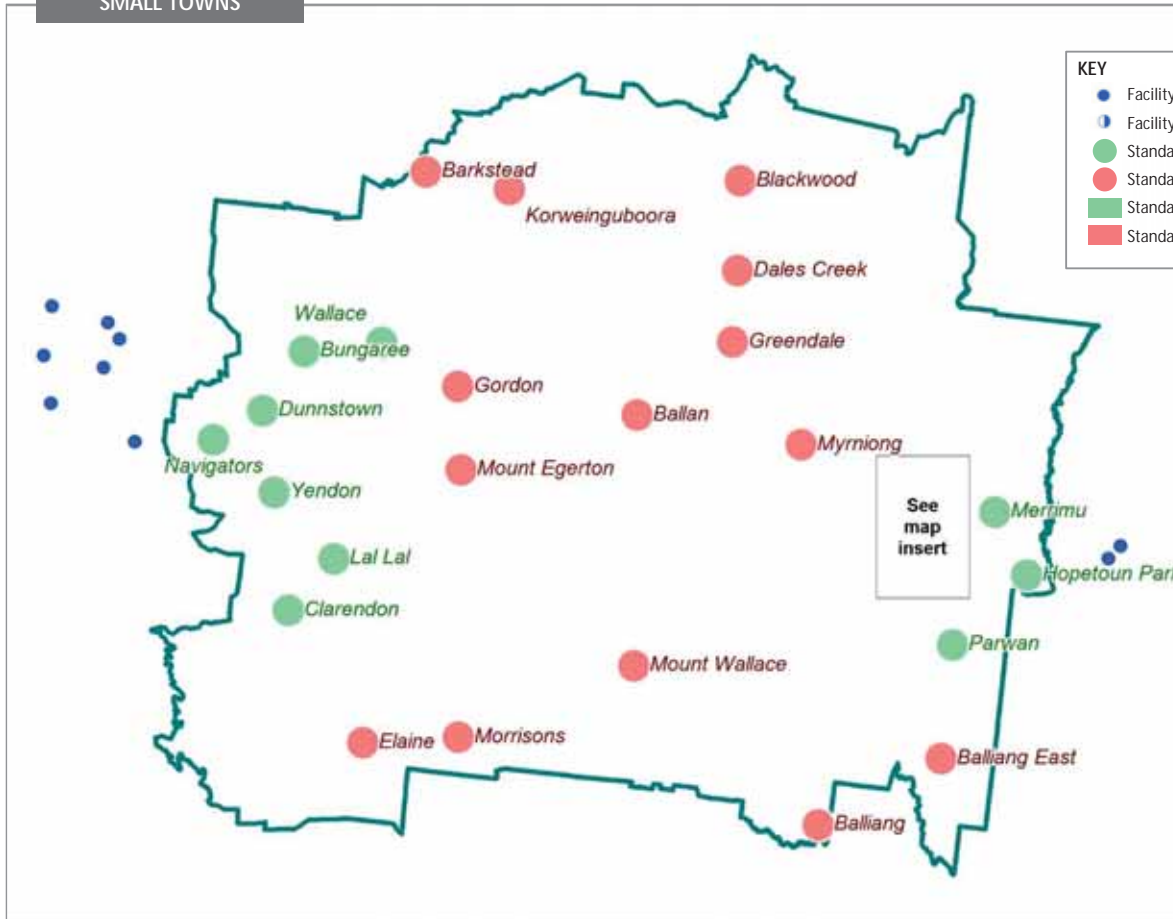 SMALL TOWNS
KEY
Facility
Facility
Standa
Standa
Standa
Standa
Barkstead
Korweinguboora
Blackwood
Dales Creek
Wallace
Bungaree
Greendale
Gordon
Dunnstown
Ballan
Myrniong
Navigators
Mount Egerton
Yendon
See
map
insert
Merrimu
Lal Lal
Hopetoun Par
Clarendon
Parwan
Mount Wallace
Elaine
Morrisons
Balliang East
Balliang